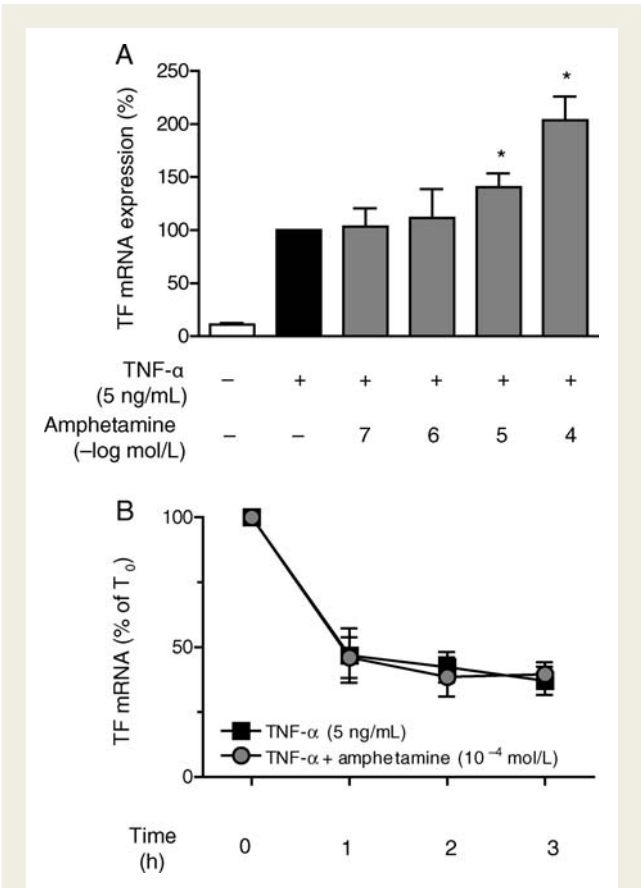 A
250
200
150
100
50
0
TF mRNA expression (%)
* *
TNF-α
(5 ng/mL) – + + + + +
Amphetamine
(–log mol/L) – – 7 6 5 4
B
100
50
0
TF mRNA (% of T₀)
TNF-α (5 ng/mL)
TNF-α + amphetamine (10⁻⁴ mol/L)
Time
(h) 0 1 2 3